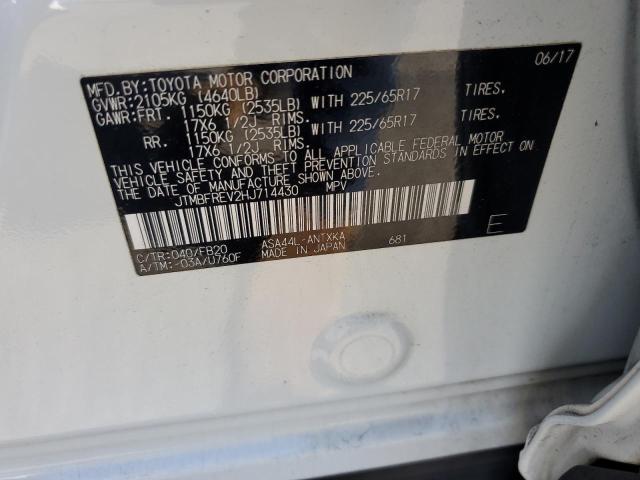 MFD.BY:TOYOTA MOTOR CORPORATION 06/17
GVWR:2105KG (4640LB)
GAWR:FRT. 1150KG (2535LB) WITH 225/65R17 TIRES.
17X6 1/2J RIMS.
RR. 1150KG (2535LB) WITH 225/65R17 TIRES.
17X6 1/2J RIMS.
THIS VEHICLE CONFORMS TO ALL APPLICABLE FEDERAL MOTOR
VEHICLE SAFETY AND THEFT PREVENTION STANDARDS IN EFFECT ON
THE DATE OF MANUFACTURE SHOWN ABOVE.
JTMBFREV2HJ714430 MPV
C/TR:040/FB20 ASA44L-ANTXKA 681 E
A/TM:-03A/U760F MADE IN JAPAN